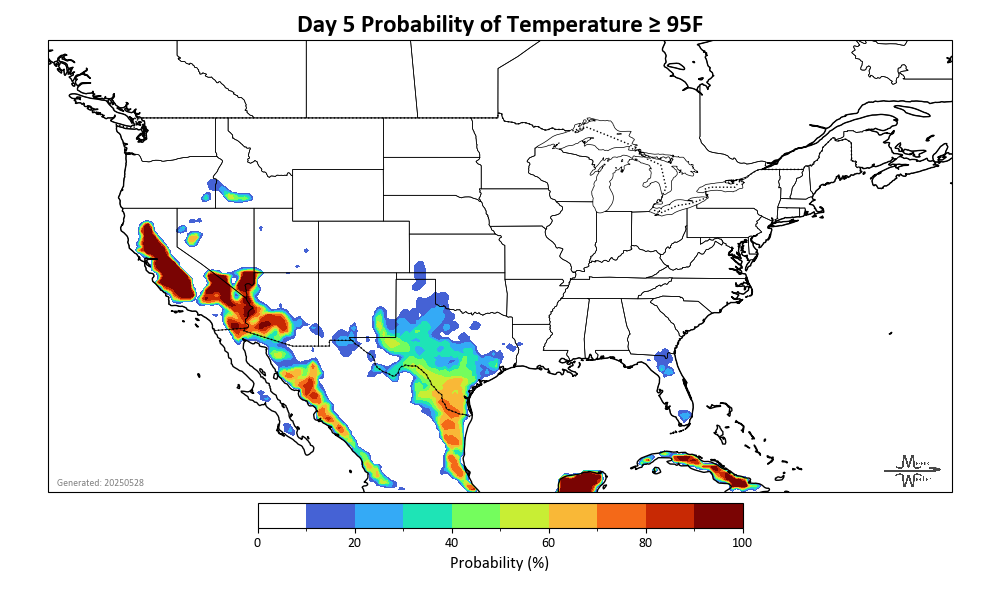 Day 5 Probability of Temperature ≥ 95F
Generated: 20250528
0 20 40 60 80 100
Probability (%)